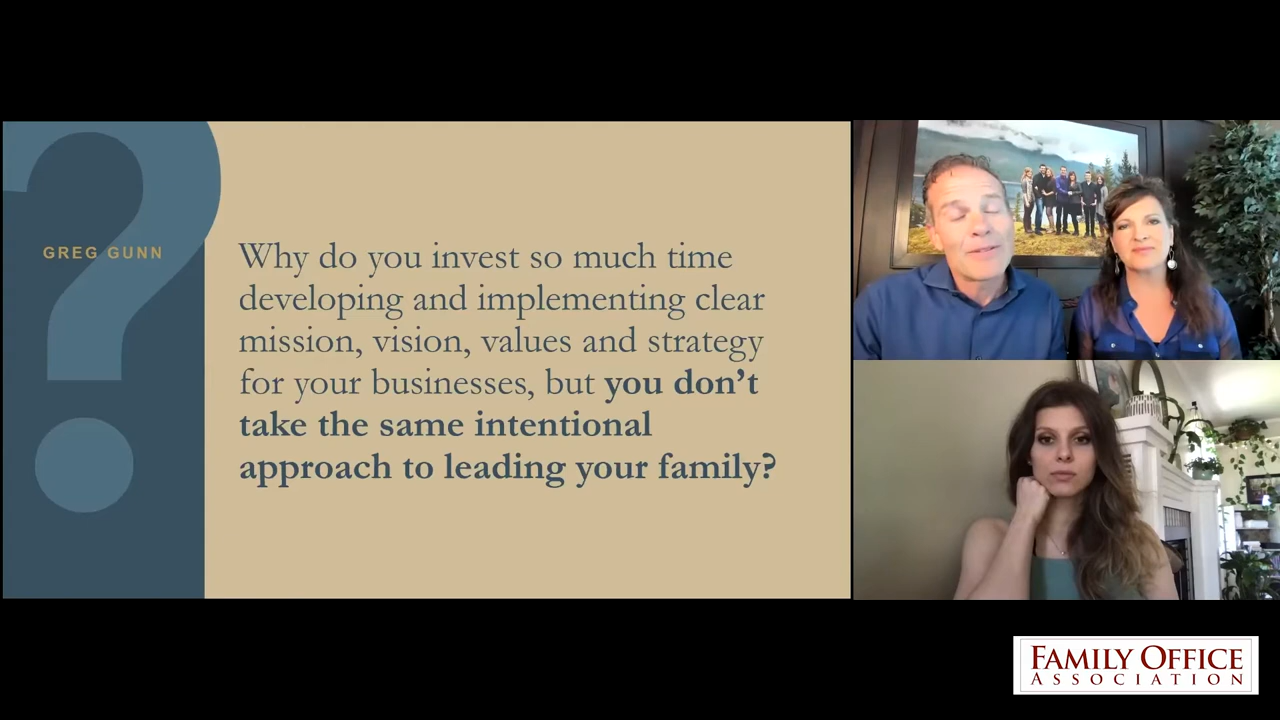 GREG GUNN
Why do you invest so much time
developing and implementing clear
mission, vision, values and strategy
for your businesses, but you don’t
take the same intentional
approach to leading your family?
FAMILY OFFICE
ASSOCIATION